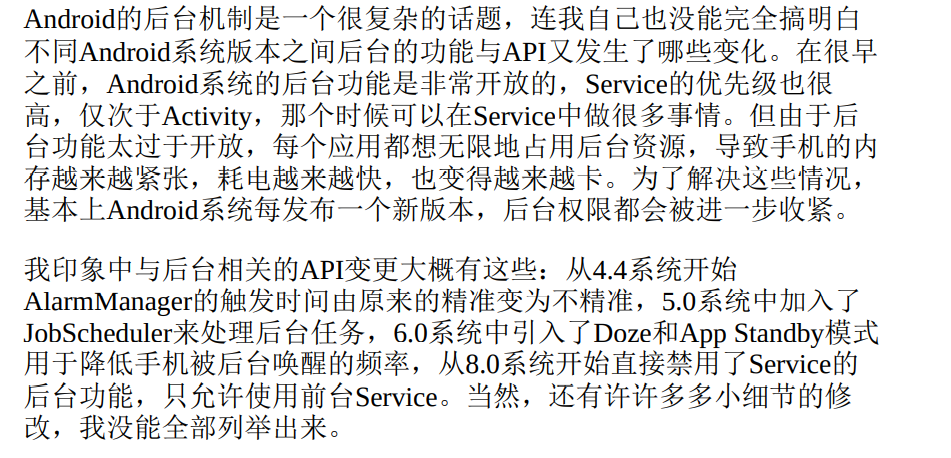 Android的后台机制是一个很复杂的话题，连我自己也没能完全搞明白
不同Android系统版本之间后台的功能与API又发生了哪些变化。在很早
之前，Android系统的后台功能是非常开放的，Service的优先级也很
高，仅次于Activity，那个时候可以在Service中做很多事情。但由于后
台功能太过于开放，每个应用都想无限地占用后台资源，导致手机的内
存越来越紧张，耗电越来越快，也变得越来越卡。为了解决这些情况，
基本上Android系统每发布一个新版本，后台权限都会被进一步收紧。
我印象中与后台相关的API变更大概有这些：从4.4系统开始
AlarmManager的触发时间由原来的精准变为不精准，5.0系统中加入了
JobScheduler来处理后台任务，6.0系统中引入了Doze和App Standby模式
用于降低手机被后台唤醒的频率，从8.0系统开始直接禁用了Service的
后台功能，只允许使用前台Service。当然，还有许许多多小细节的修
改，我没能全部列举出来。